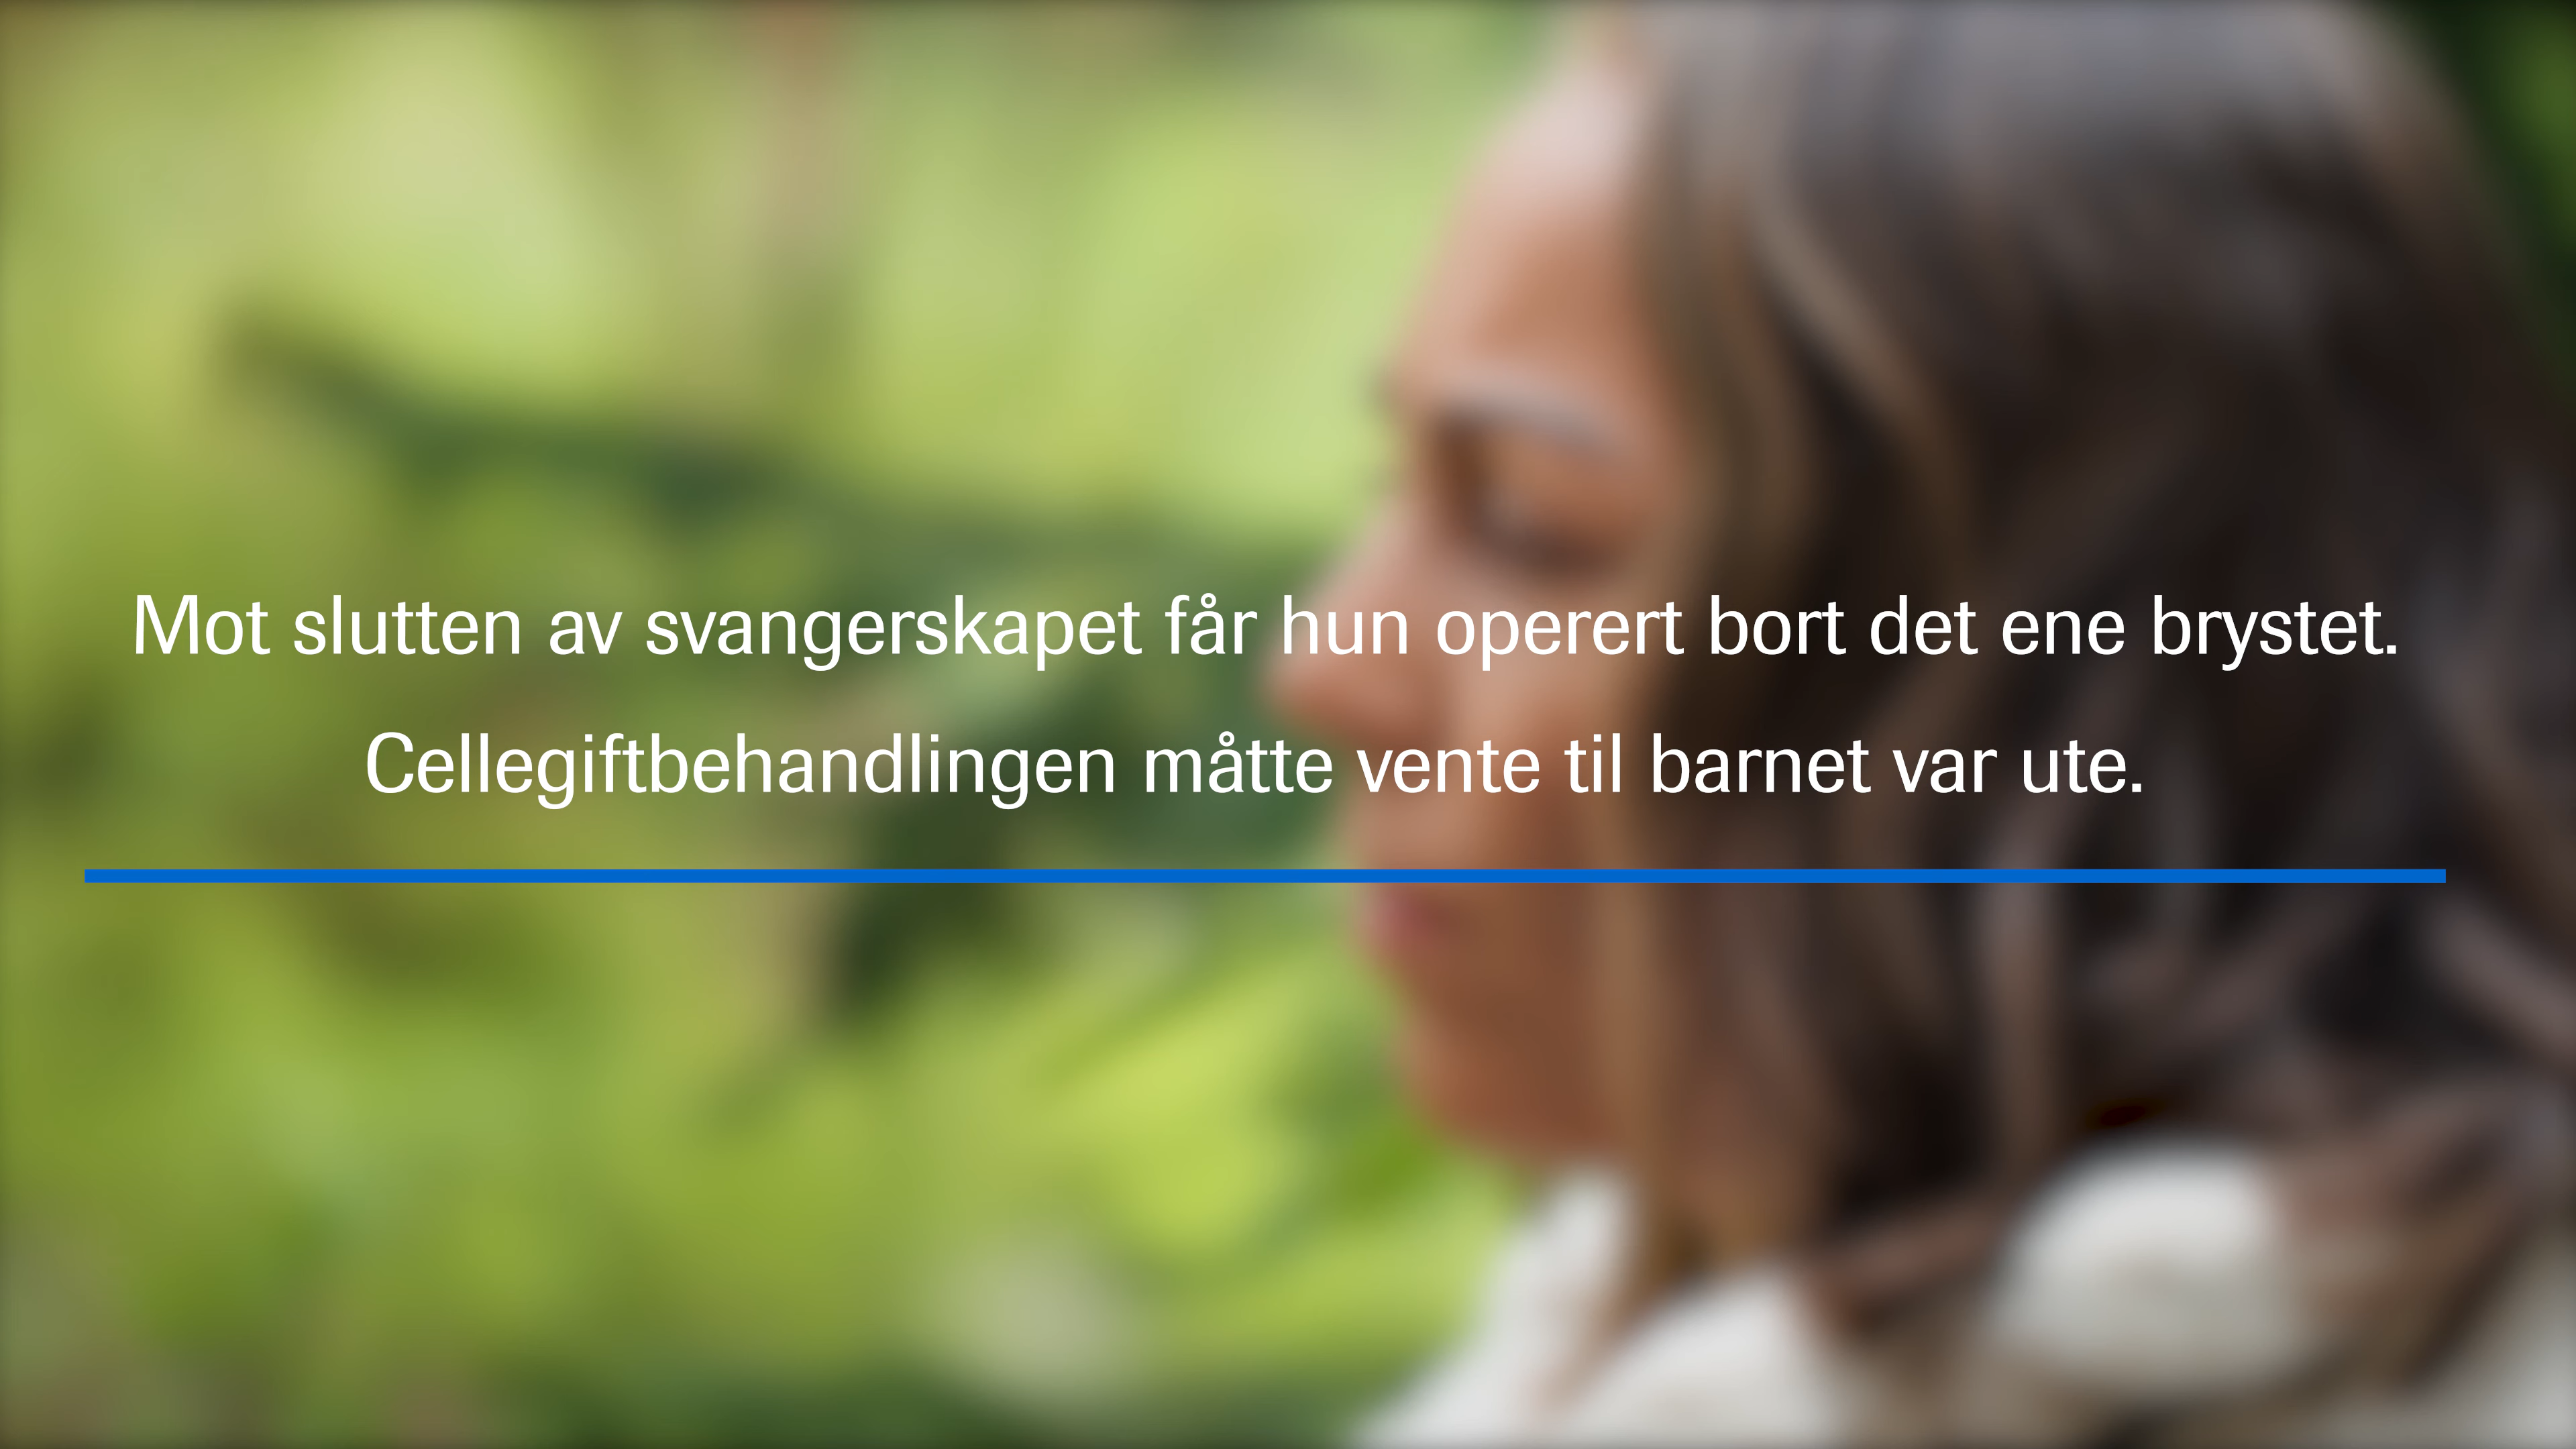 Mot slutten av svangerskapet får hun operert bort det ene brystet.
Cellegiftbehandlingen måtte vente til barnet var ute.